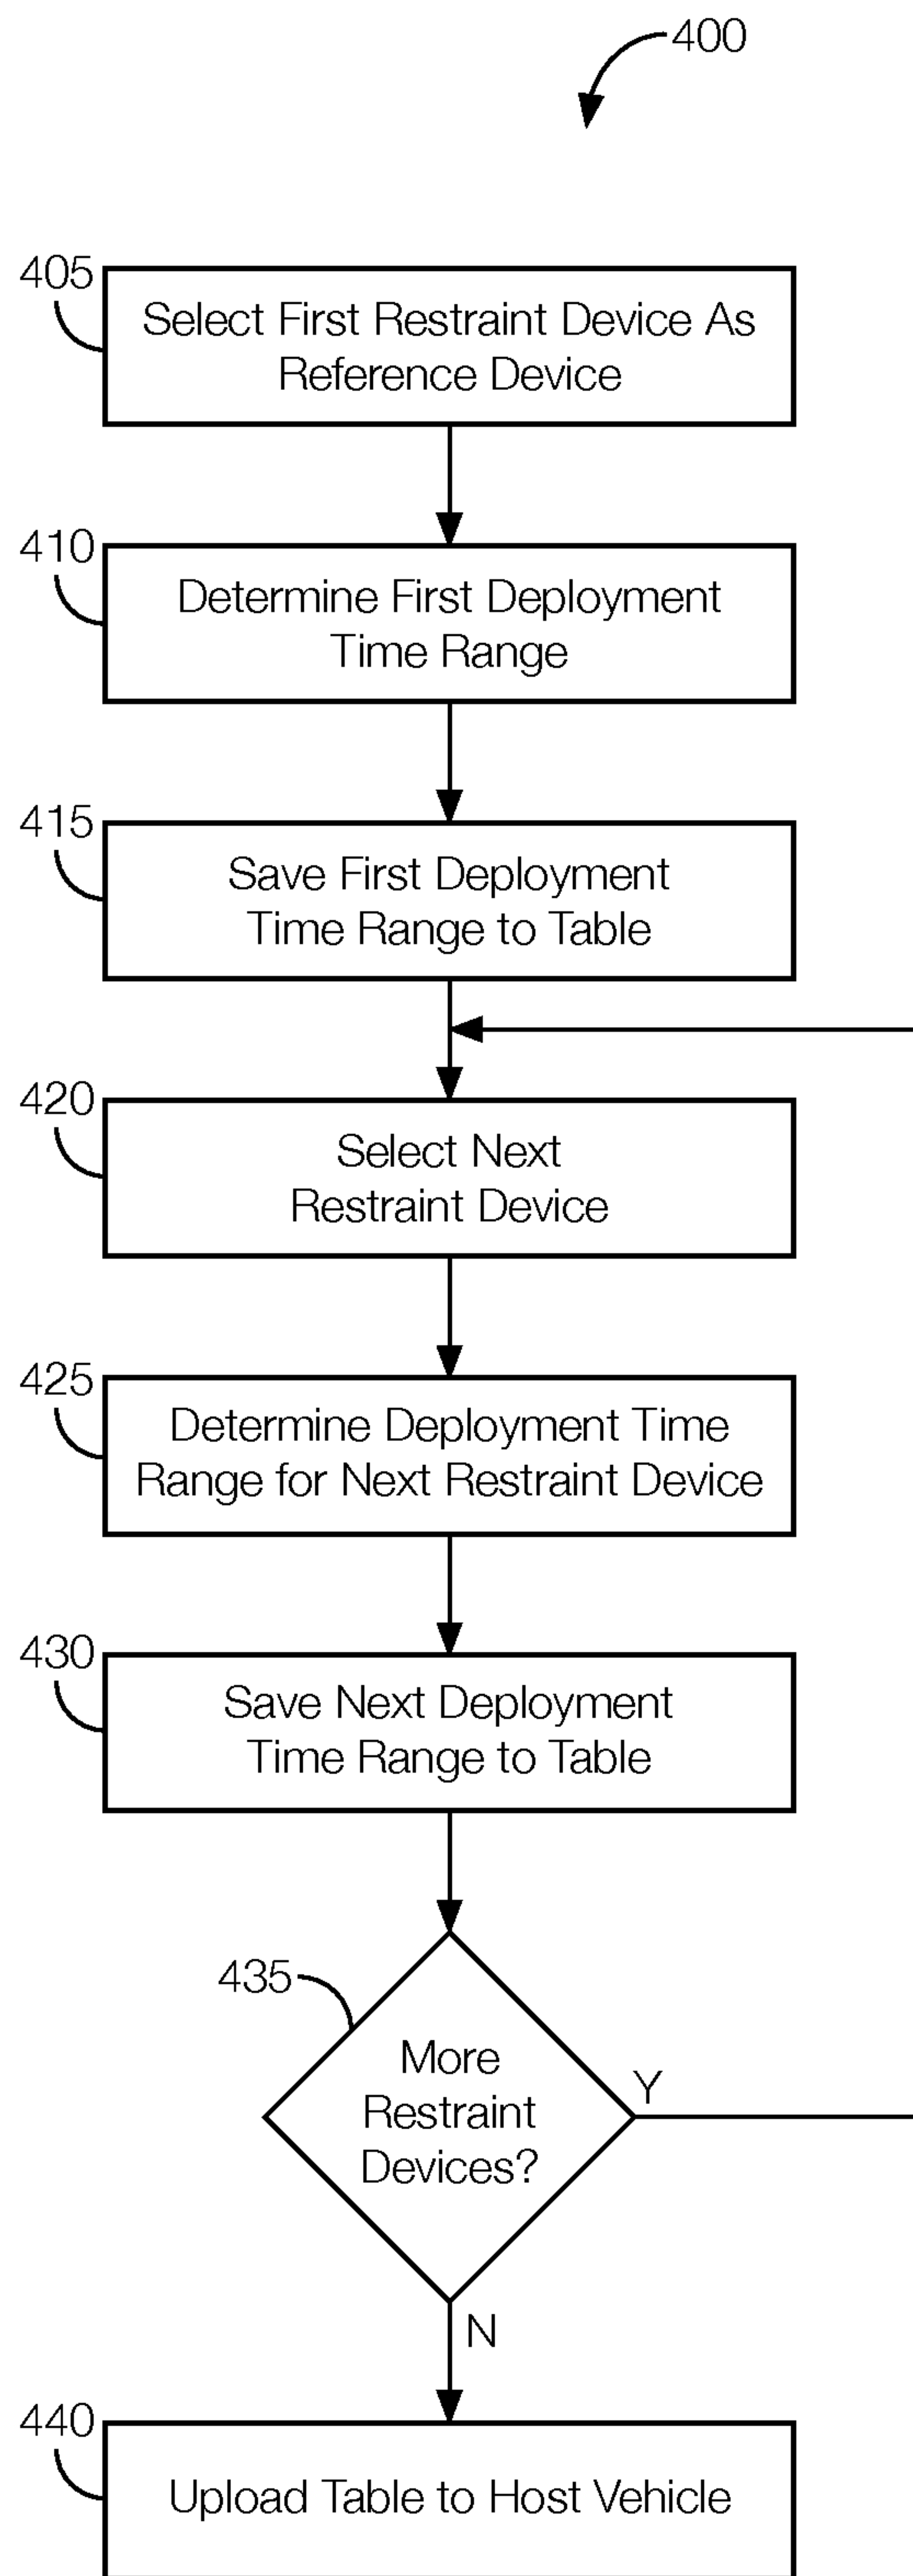 400
405
Select First Restraint Device As
Reference Device
410
Determine First Deployment
Time Range
415
Save First Deployment
Time Range to Table
420
Select Next
Restraint Device
425
Determine Deployment Time
Range for Next Restraint Device
430
Save Next Deployment
Time Range to Table
435
More
Restraint
Devices?
Y
N
440
Upload Table to Host Vehicle